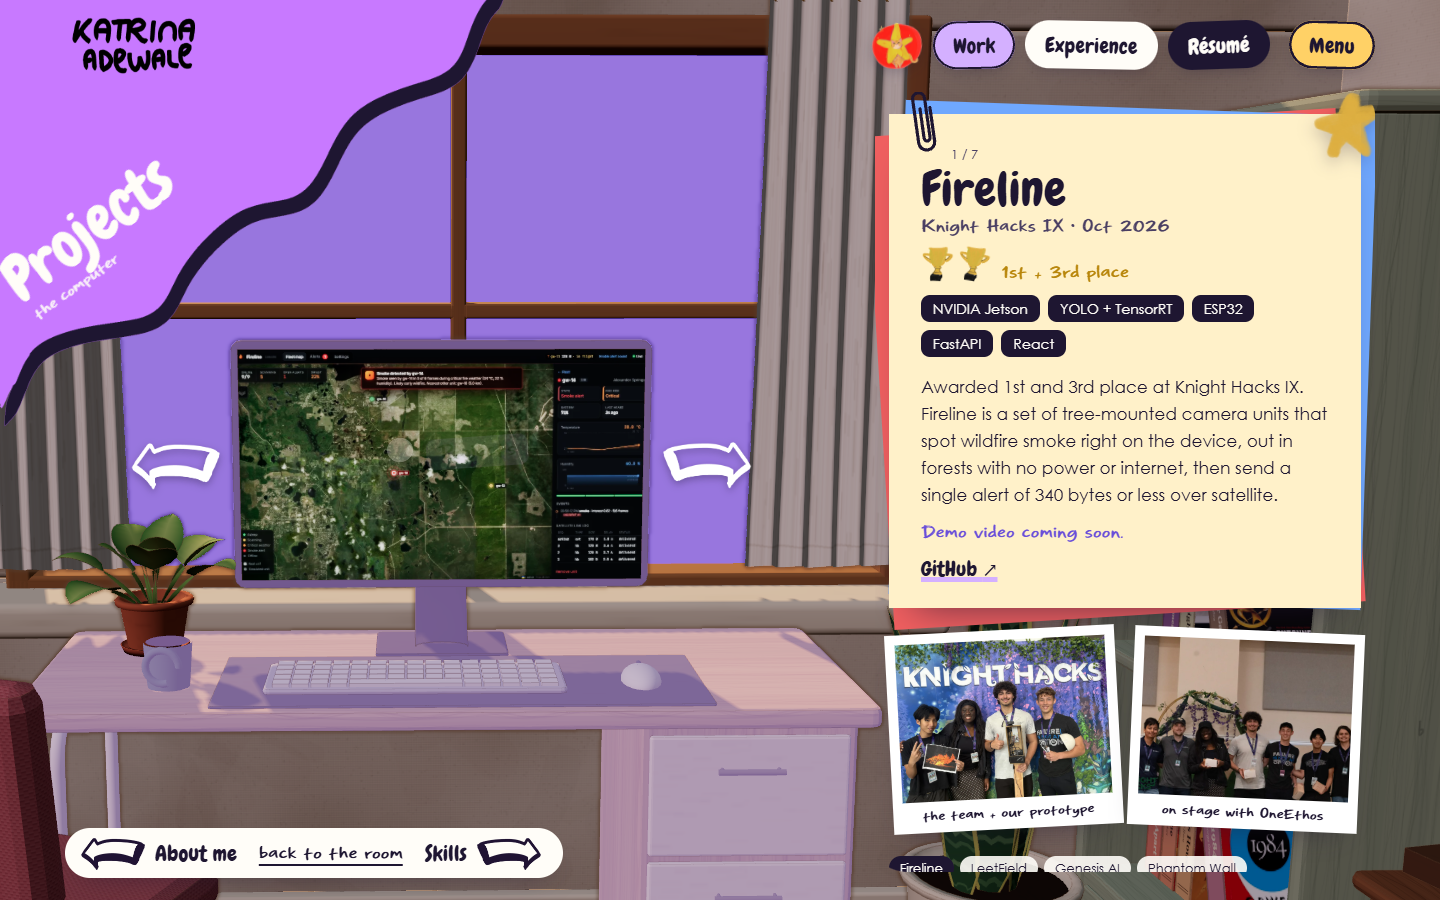 KATRINA
ADEWALE
Work
Experience
Résumé
Menu
Projects
the computer
1 / 7
Fireline
Knight Hacks IX · Oct 2026
1st + 3rd place
NVIDIA Jetson
YOLO + TensorRT
ESP32
FastAPI
React
Awarded 1st and 3rd place at Knight Hacks IX.
Fireline is a set of tree-mounted camera units that
spot wildfire smoke right on the device, out in
forests with no power or internet, then send a
single alert of 340 bytes or less over satellite.
Demo video coming soon.
GitHub ↗
Fireline
Smoke detected by
KNIGHT HACKS
the team + our prototype
on stage with OneEthos
About me
back to the room
Skills
Fireline
LeetField
Genesis AI
Phantom Wall
1984